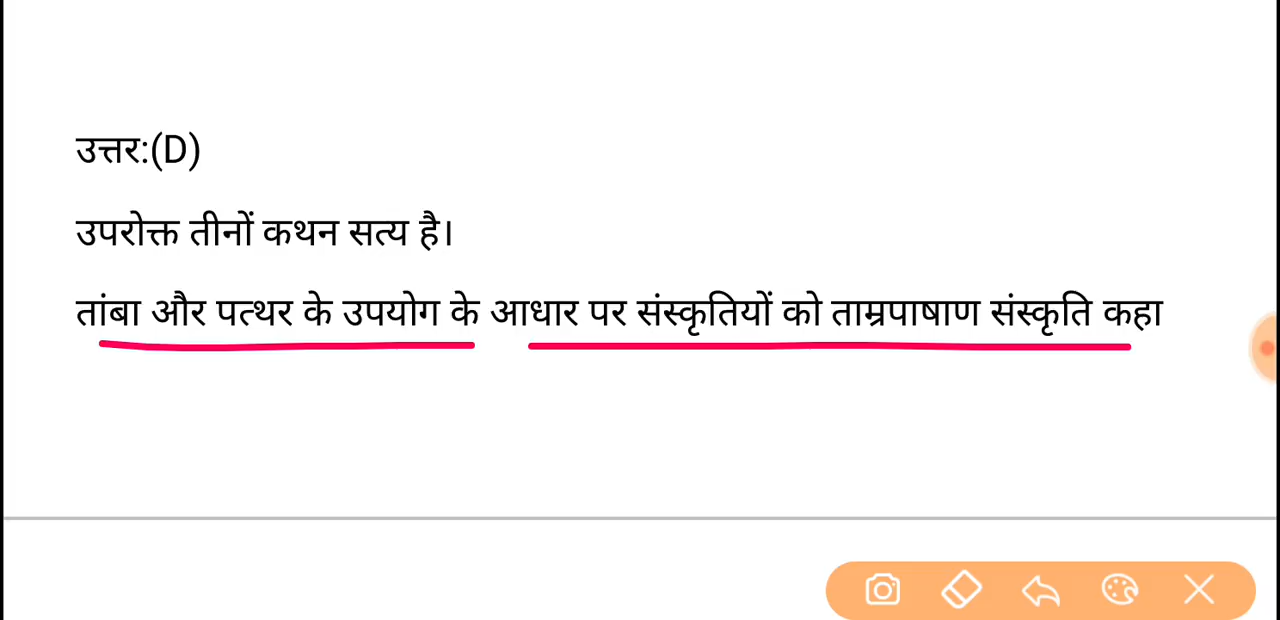 उत्तर:(D)
उपरोक्त तीनों कथन सत्य है।
तांबा और पत्थर के उपयोग के आधार पर संस्कृतियों को ताम्रपाषाण संस्कृति कहा